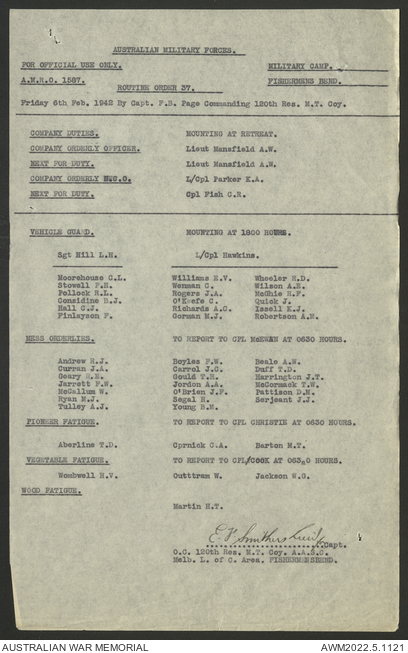 AUSTRALIAN MILITARY FORCES.
FOR OFFICIAL USE ONLY. MILITARY CAMP.
A.M.R.O. 1587. FISHERMENS BEND.
ROUTINE ORDER 37.
Friday 6th Feb. 1942 By Capt. F.B. Page Commanding 120th Res. M.T. Coy.
COMPANY DUTIES. MOUNTING AT RETREAT.
COMPANY ORDERLY OFFICER. Lieut Mansfield A.W.
NEXT FOR DUTY. Lieut Mansfield A.W.
COMPANY ORDERLY N.C.O. L/Cpl Parker K.A.
NEXT FOR DUTY. Cpl Fish C.R.
VEHICLE GUARD. MOUNTING AT 1800 HOURS.
Sgt Hill L.H. L/Cpl Hawkins.
Moorehouse C.L. Williams E.V. Wheeler H.D.
Stowell F.H. Wenman C. Wilson A.E.
Pollock R.L. Rogers J.A. McGhie R.F.
Considine B.J. O'Keefe C. Quick J.
Hall C.J. Richards A.C. Issell K.J.
Finlayson F. Gorman M.J. Robertson A.N.
MESS ORDERLIES. TO REPORT TO CPL McEWEN AT 0630 HOURS.
Andrew H.J. Boyles F.W. Beale A.W.
Curran J.A. Carrol J.C. Duff T.D.
Geary H.E. Gould T.H. Harrington J.T.
Jarrett F.W. Jordon A.A. McCormack T.W.
McCallum W. O'Brien J.F. Pattison D.M.
Ryan M.J. Segal H. Serjeant J.J.
Tulley A.J. Young B.M.
PIONEER FATIGUE. TO REPORT TO CPL CHRISTIE AT 0630 HOURS.
Aberline T.D. Cprnick C.A. Barton M.T.
VEGETABLE FATIGUE. TO REPORT TO CPL/COOK AT 0630 HOURS.
Wombwell H.V. Outttram W. Jackson W.G.
WOOD FATIGUE.
Martin H.T.
Capt.
O.C. 120th Res. M.T. Coy. A.A.S.C.
Melb. L. of C. Area, FISHERMENSBEND.
AUSTRALIAN WAR MEMORIAL AWM2022.5.1121